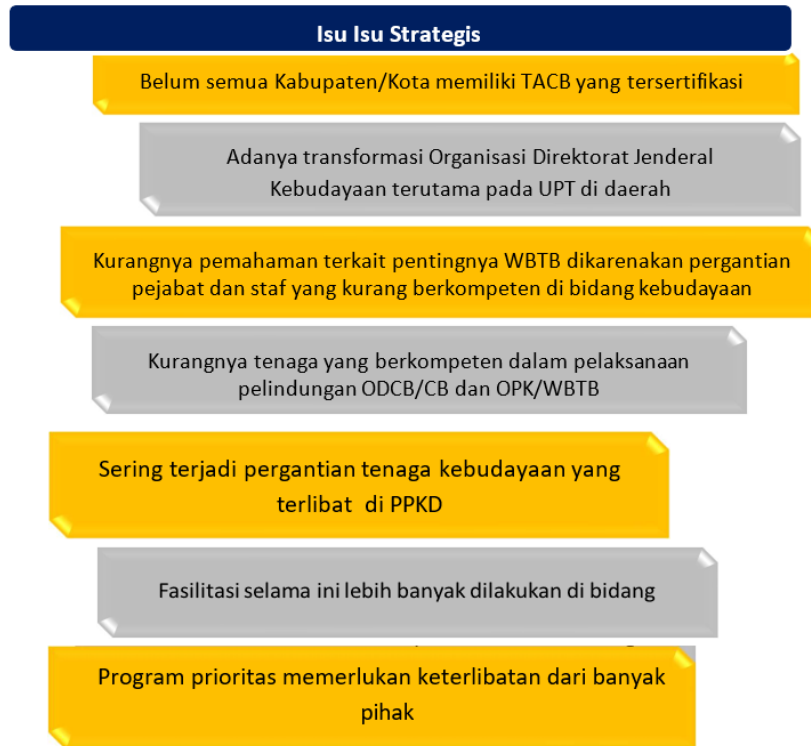 Isu Isu Strategis
Belum semua Kabupaten/Kota memiliki TACB yang tersertifikasi
Adanya transformasi Organisasi Direktorat Jenderal
Kebudayaan terutama pada UPT di daerah
Kurangnya pemahaman terkait pentingnya WBTB dikarenakan pergantian
pejabat dan staf yang kurang berkompeten di bidang kebudayaan
Kurangnya tenaga yang berkompeten dalam pelaksanaan
pelindungan ODCB/CB dan OPK/WBTB
Sering terjadi pergantian tenaga kebudayaan yang
terlibat di PPKD
Fasilitasi selama ini lebih banyak dilakukan di bidang
Program prioritas memerlukan keterlibatan dari banyak
pihak